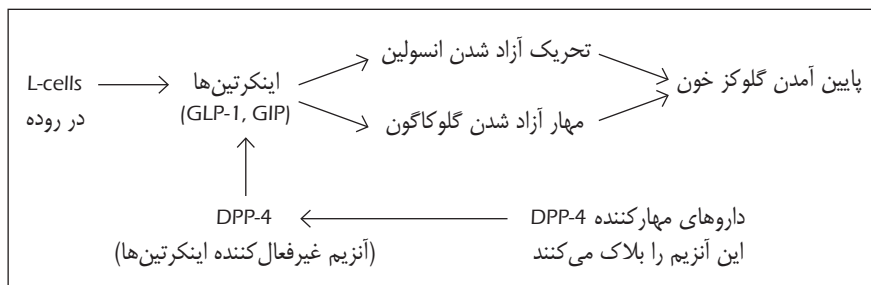 L-cells
در روده
اینکرتین‌ها
(GLP-1, GIP)
تحریک آزاد شدن انسولین
مهار آزاد شدن گلوکاگون
پایین آمدن گلوکز خون
DPP-4
(آنزیم غیرفعال‌کننده اینکرتین‌ها)
داروهای مهارکننده DPP-4
این آنزیم را بلاک می‌کنند